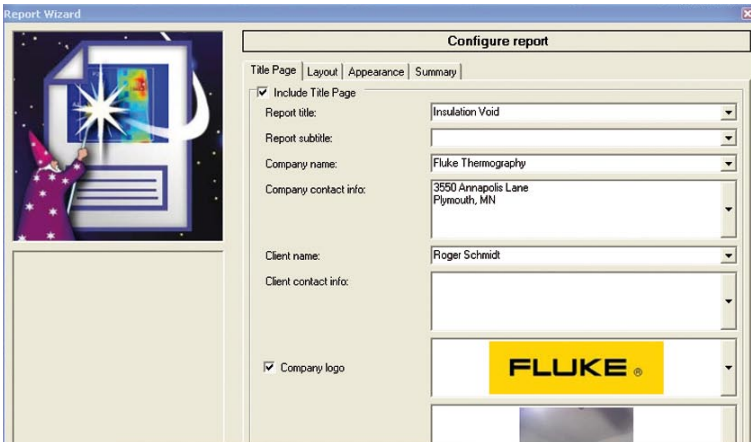 Report Wizard
Configure report
Title Page Layout Appearance Summary
Include Title Page
Report title: Insulation Void
Report subtitle:
Company name: Fluke Thermography
Company contact info: 3550 Annapolis Lane
Plymouth, MN
Client name: Roger Schmidt
Client contact info:
Company logo FLUKE ®